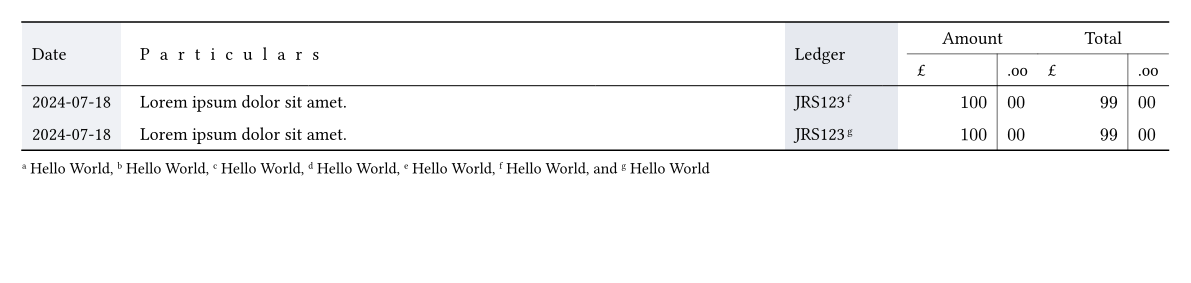 Date P a r t i c u l a r s Ledger Amount Total
£ .oo £ .oo
2024-07-18 Lorem ipsum dolor sit amet. JRS123 f 100 00 99 00
2024-07-18 Lorem ipsum dolor sit amet. JRS123 g 100 00 99 00
a Hello World, b Hello World, c Hello World, d Hello World, e Hello World, f Hello World, and g Hello World